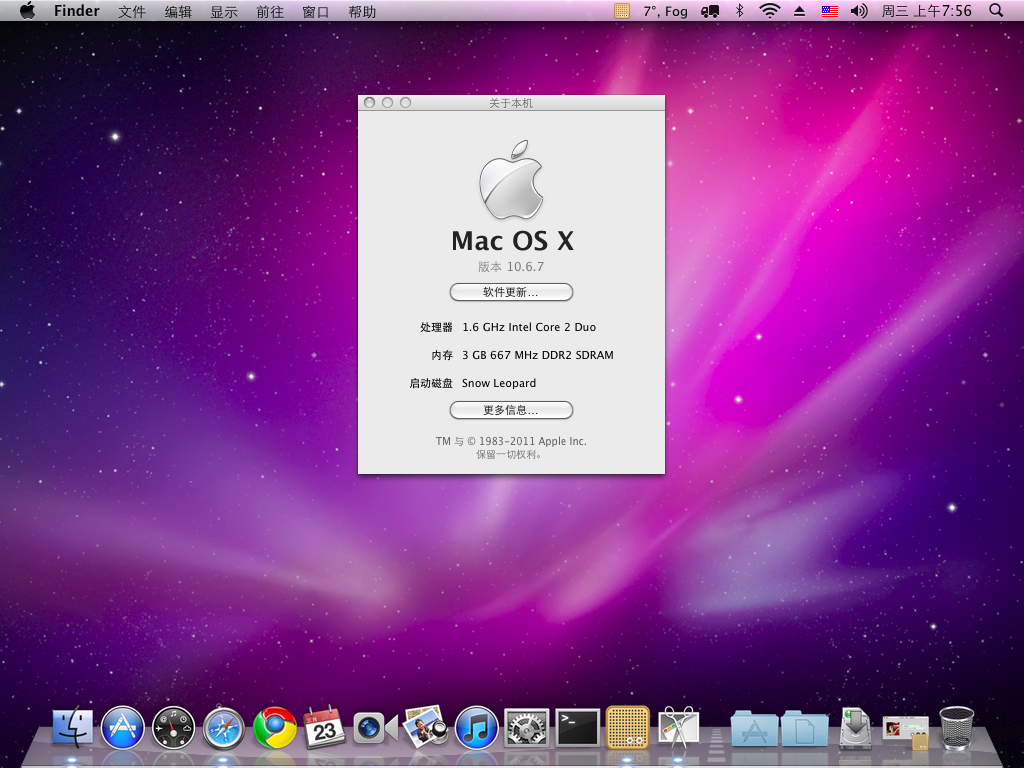 Finder 文件 编辑 显示 前往 窗口 帮助 7°, Fog 周三 上午7:56
关于本机
Mac OS X
版本 10.6.7
软件更新...
处理器 1.6 GHz Intel Core 2 Duo
内存 3 GB 667 MHz DDR2 SDRAM
启动磁盘 Snow Leopard
更多信息...
TM 与 © 1983-2011 Apple Inc.
保留一切权利。
三月
23
>_